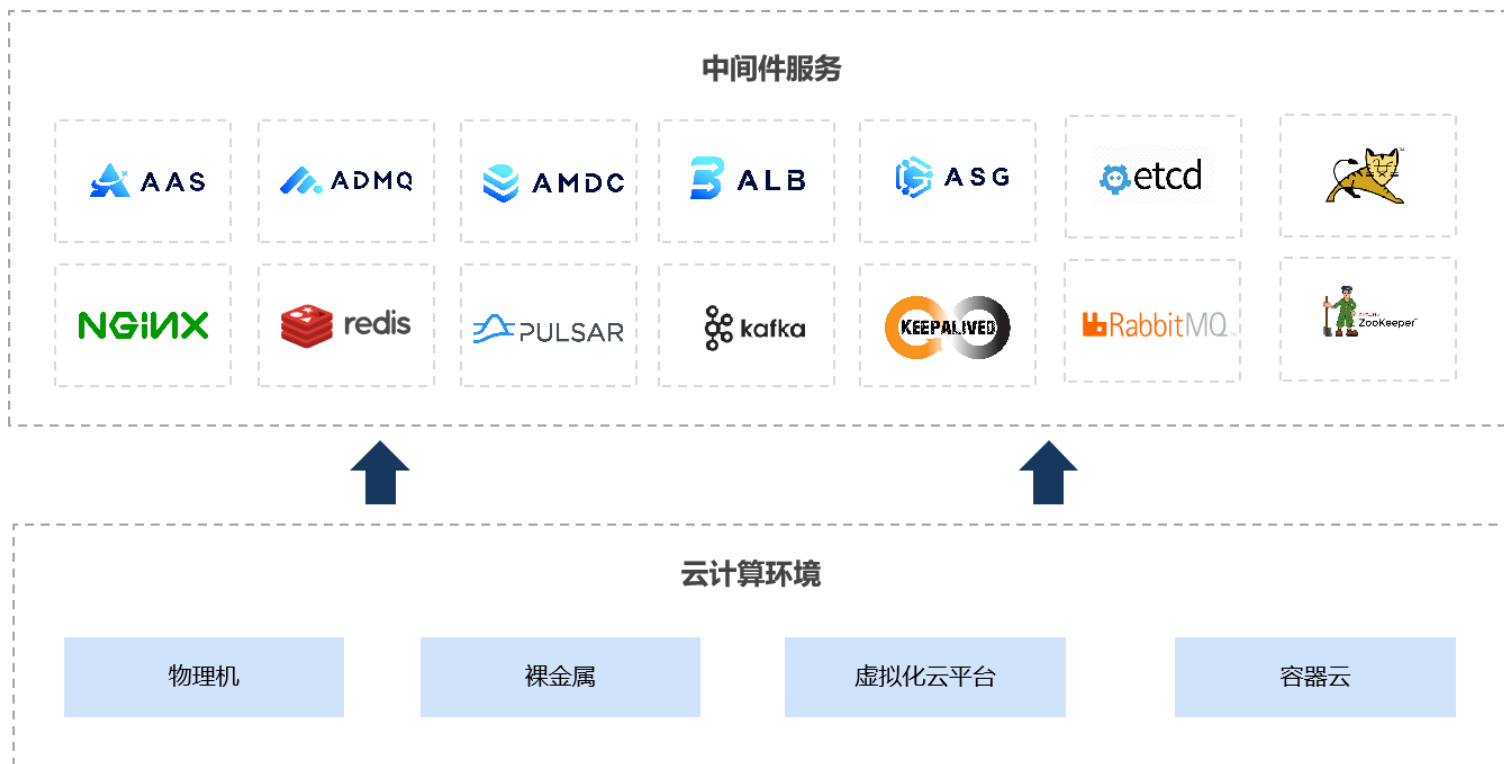 中间件服务
AAS
ADMQ
AMDC
ALB
ASG
etcd
TM
NGiNX
redis
PULSAR
kafka
KEEPALIVED
RabbitMQ
APACHE
ZooKeeper
云计算环境
物理机
裸金属
虚拟化云平台
容器云